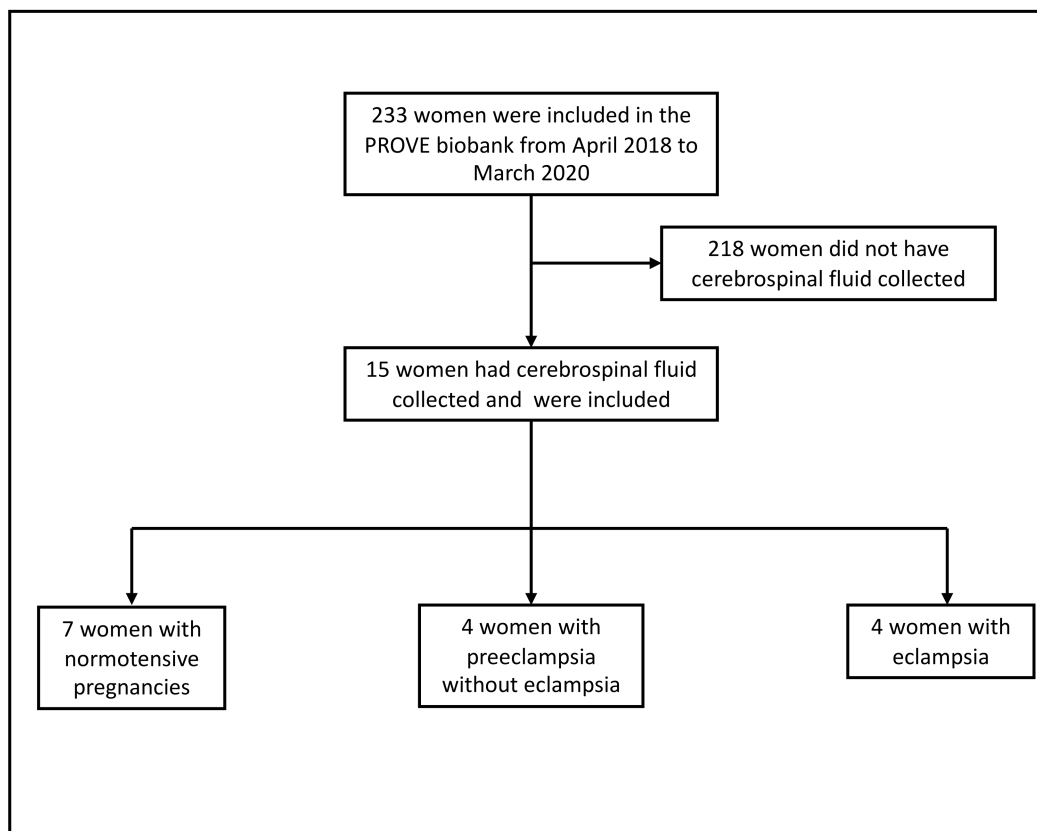 233 women were included in the
PROVE biobank from April 2018 to
March 2020
218 women did not have
cerebrospinal fluid collected
15 women had cerebrospinal fluid
collected and  were included
7 women with
normotensive
pregnancies
4 women with
preeclampsia
without eclampsia
4 women with
eclampsia